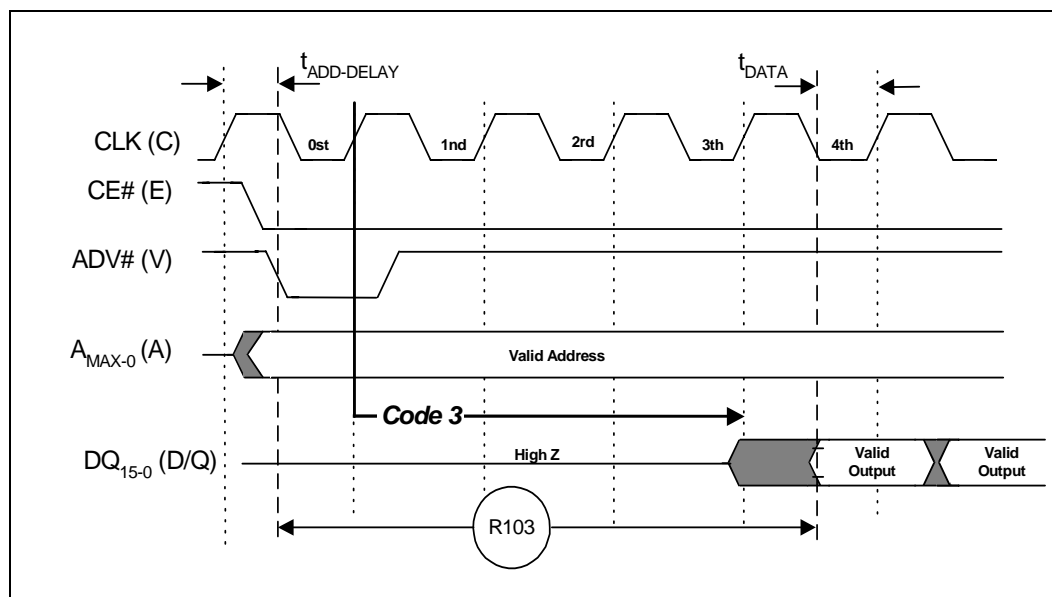 tADD-DELAY
tDATA
CLK (C)
0st
1nd
2rd
3th
4th
CE# (E)
ADV# (V)
AMAX-0 (A)
Valid Address
Code 3
DQ15-0 (D/Q)
High Z
Valid
Output
Valid
Output
R103